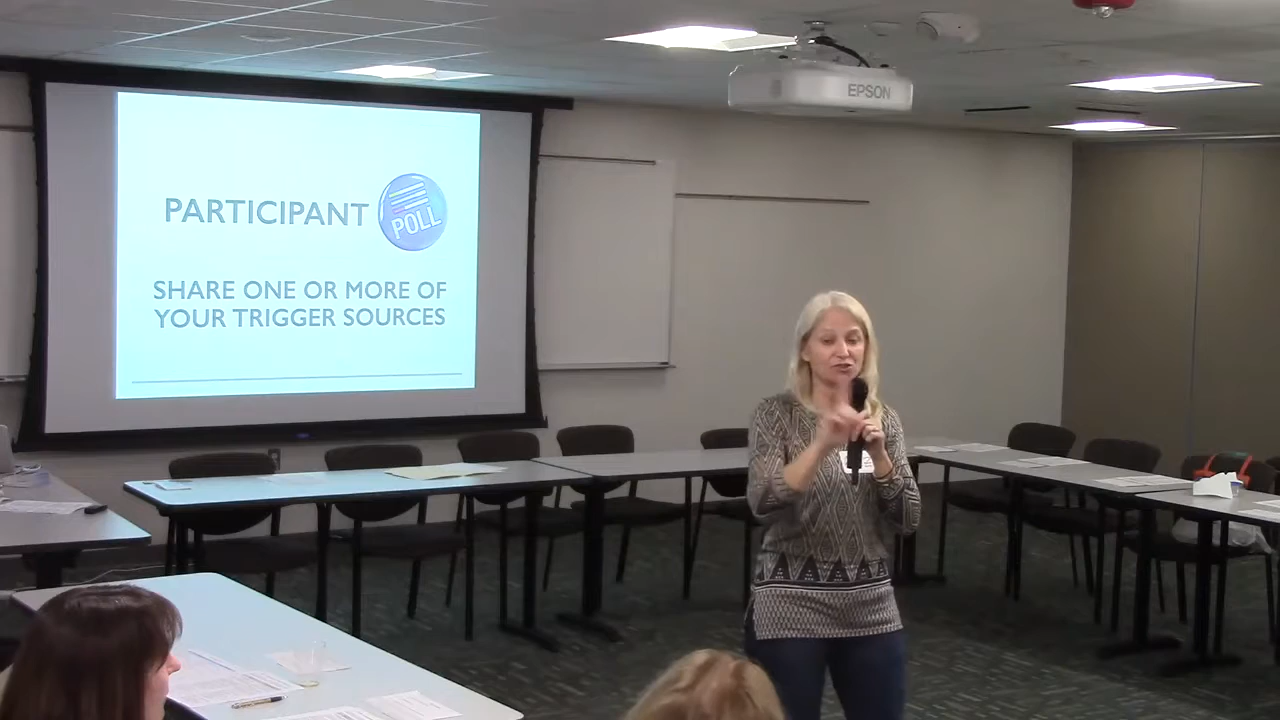 EPSON
PARTICIPANT
POLL
SHARE ONE OR MORE OF
YOUR TRIGGER SOURCES